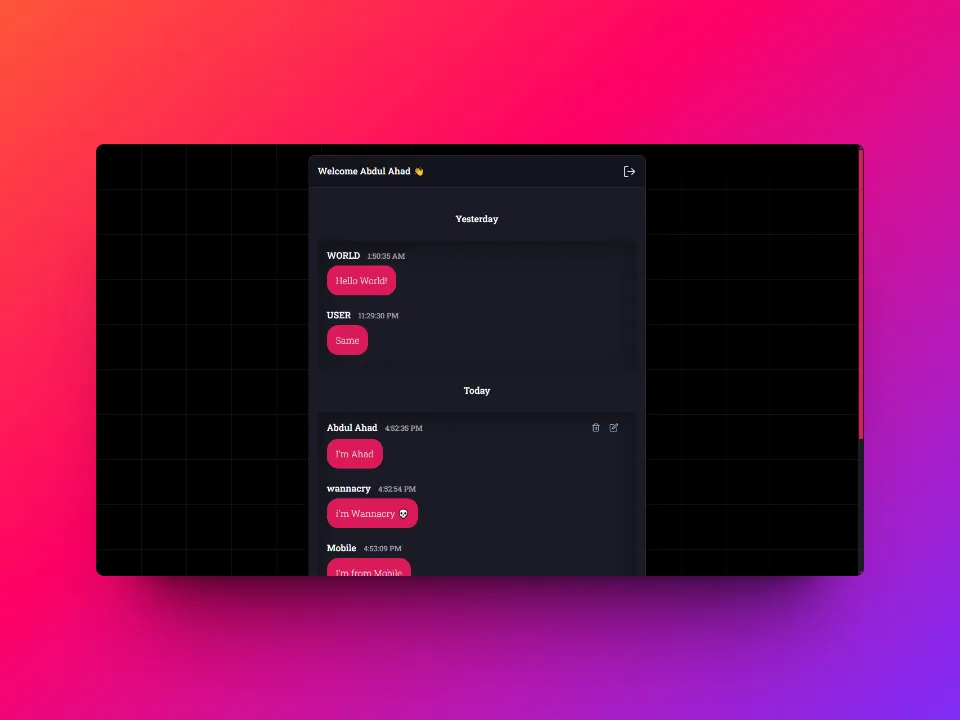 Welcome Abdul Ahad 👋
Yesterday
WORLD 1:50:35 AM
Hello World!
USER 11:29:30 PM
Same
Today
Abdul Ahad 4:52:35 PM
I'm Ahad
wannacry 4:52:54 PM
i'm Wannacry 💀
Mobile 4:53:09 PM
I'm from Mobile